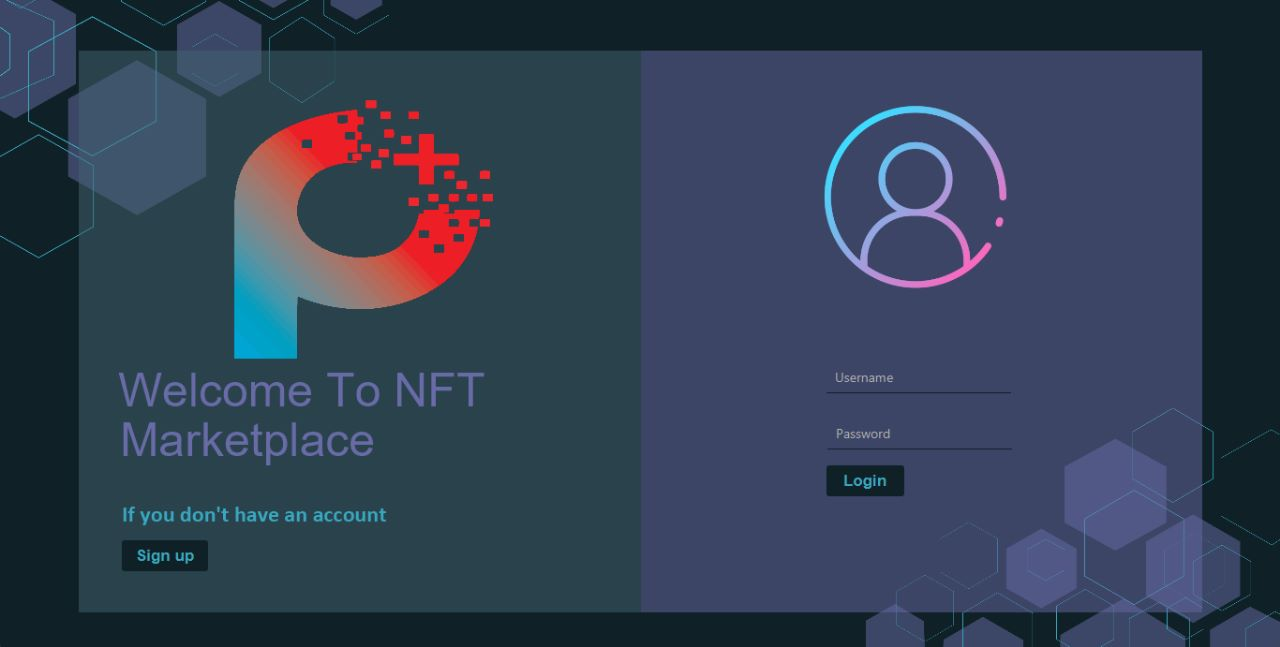 Welcome To NFT
Marketplace
If you don't have an account
Sign up
Username
Password
Login